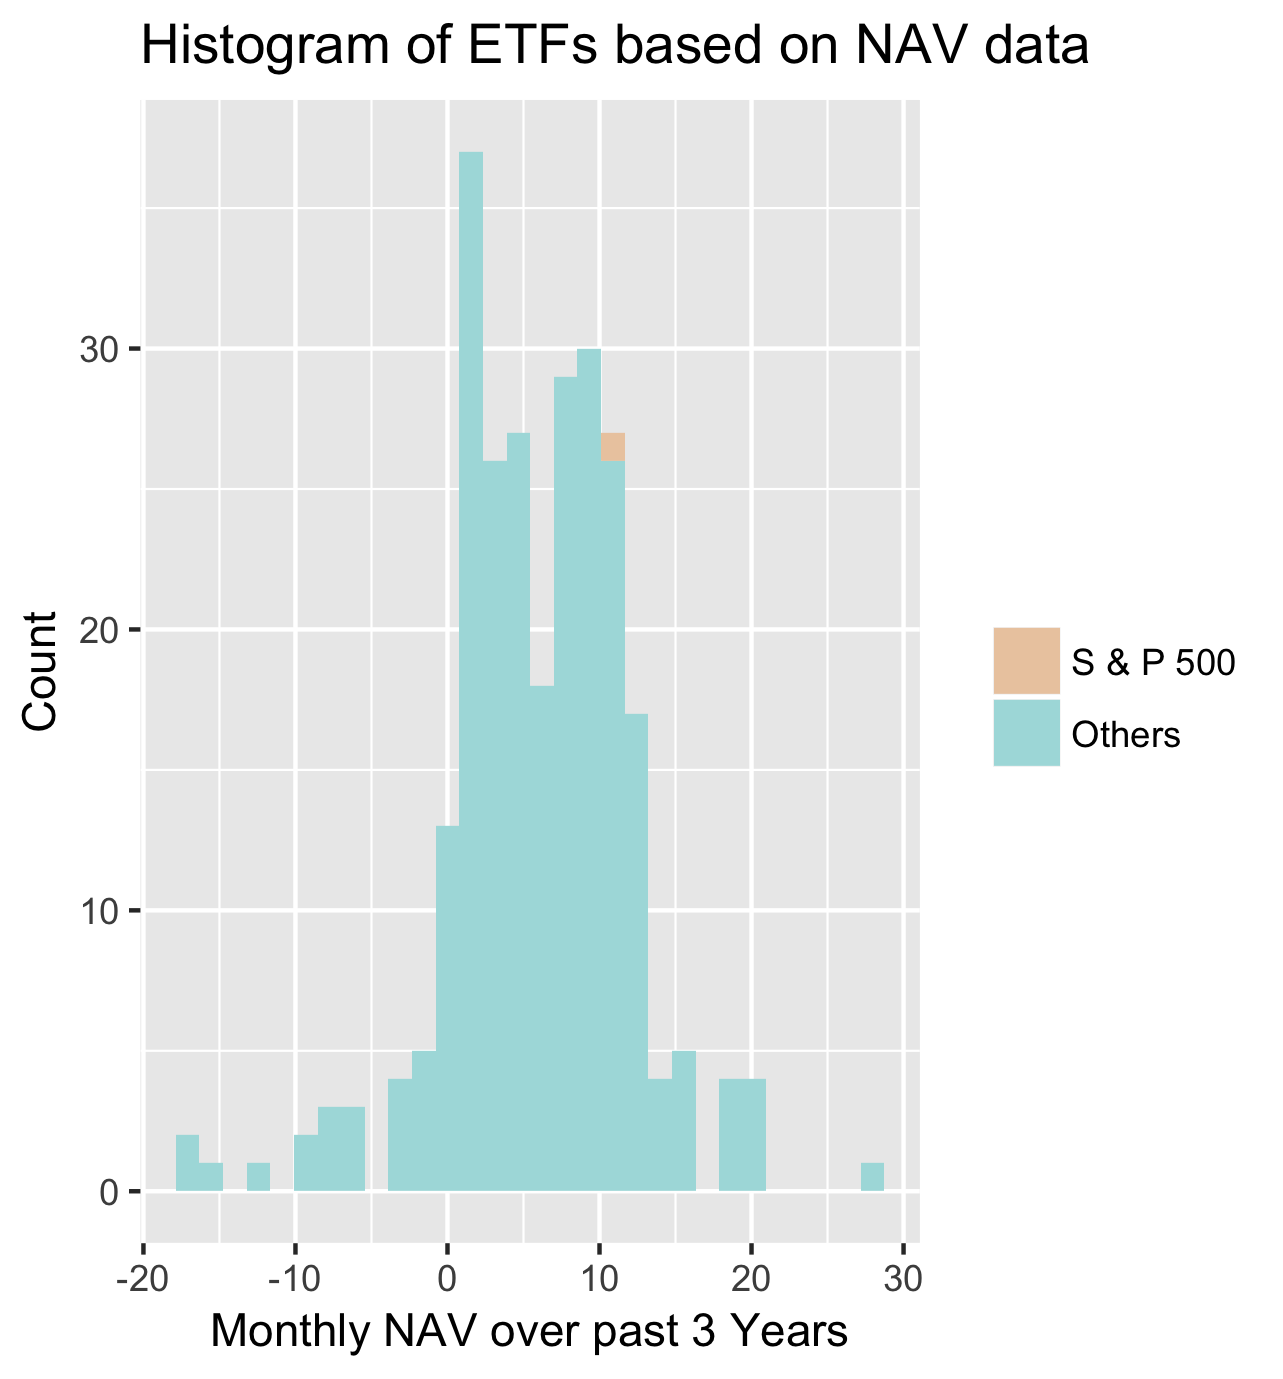 Histogram of ETFs based on NAV data
Count
30
20
10
0
-20 -10 0 10 20 30
Monthly NAV over past 3 Years
S & P 500
Others